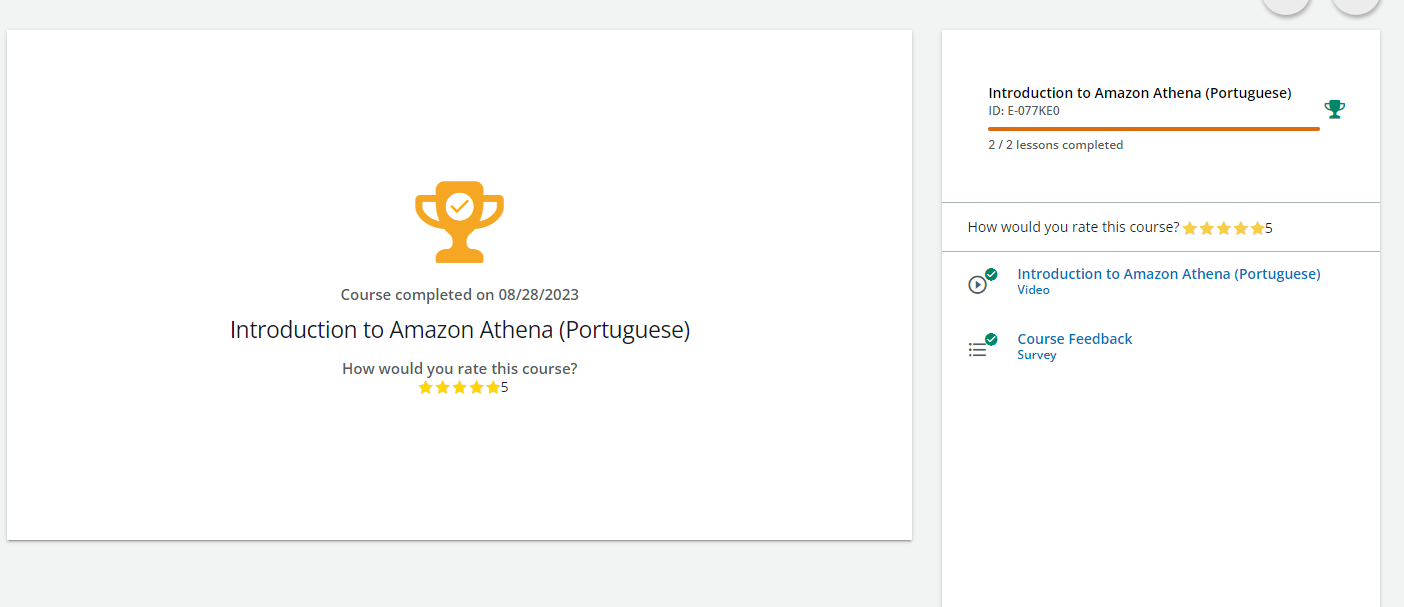 Course completed on 08/28/2023
Introduction to Amazon Athena (Portuguese)
How would you rate this course?
5
Introduction to Amazon Athena (Portuguese)
ID: E-077KE0
2 / 2 lessons completed
How would you rate this course? 5
Introduction to Amazon Athena (Portuguese)
Video
Course Feedback
Survey